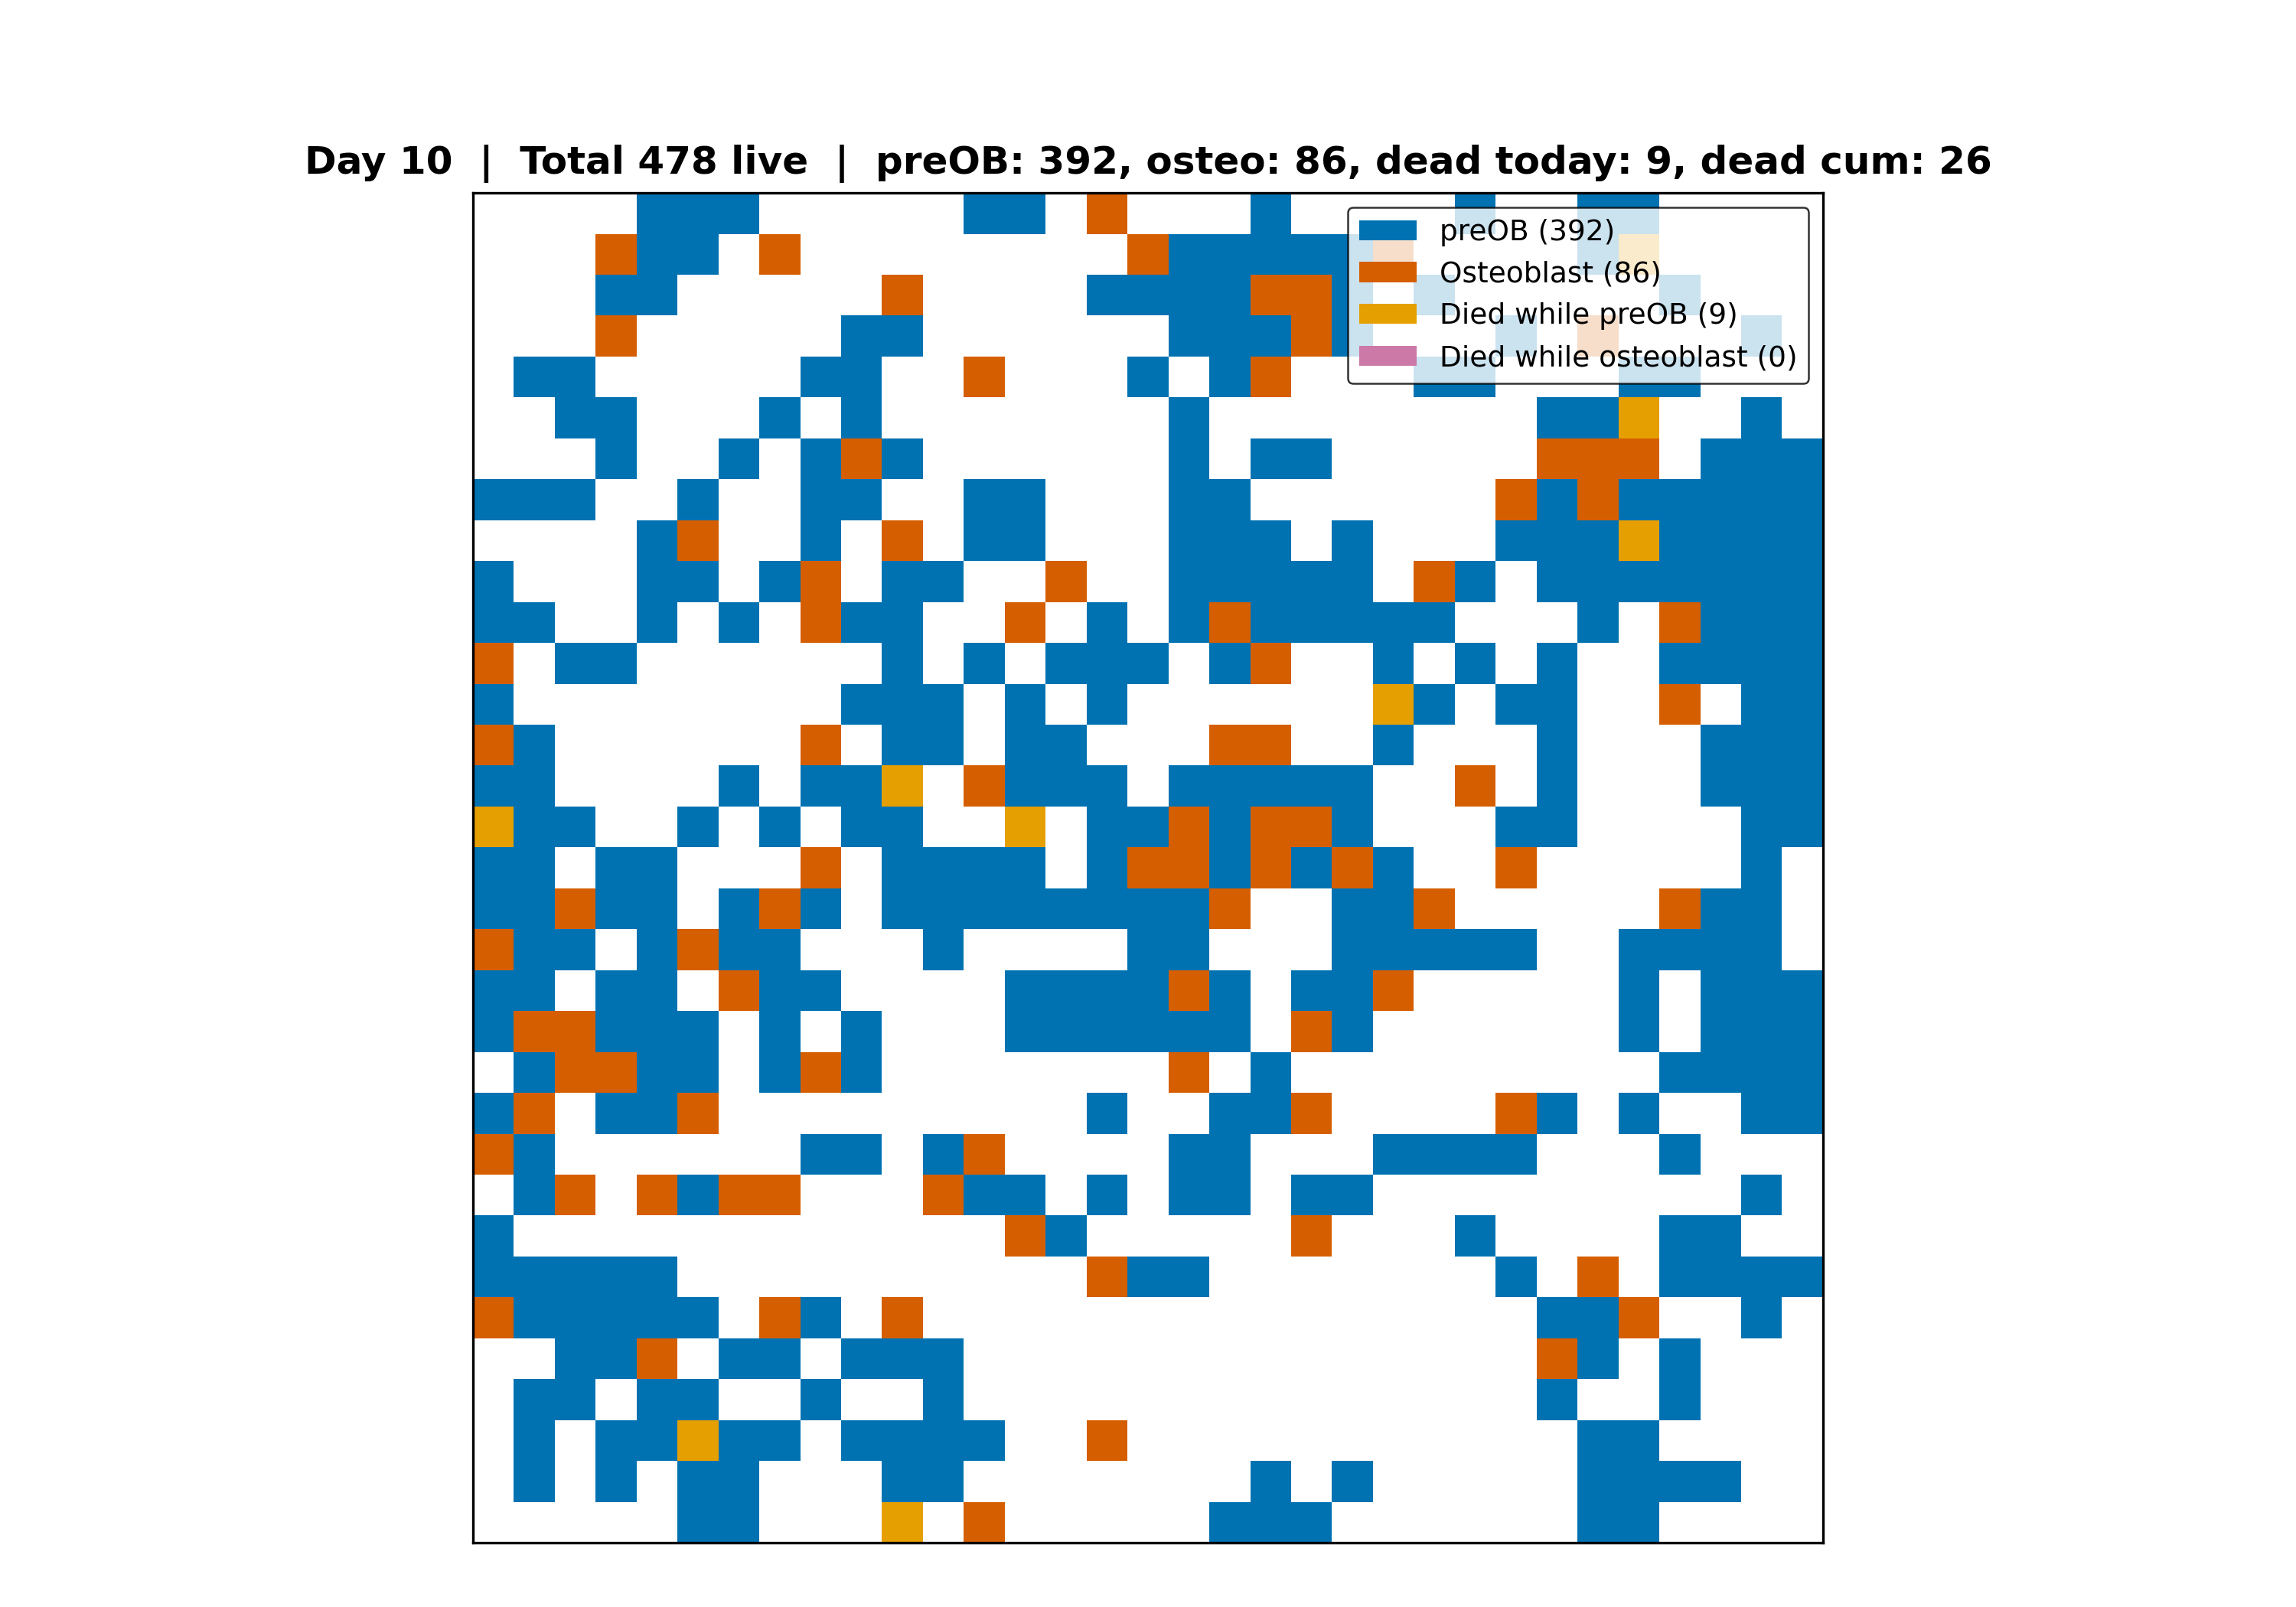 Day 10 | Total 478 live | preOB: 392, osteo: 86, dead today: 9, dead cum: 26
preOB (392)
Osteoblast (86)
Died while preOB (9)
Died while osteoblast (0)